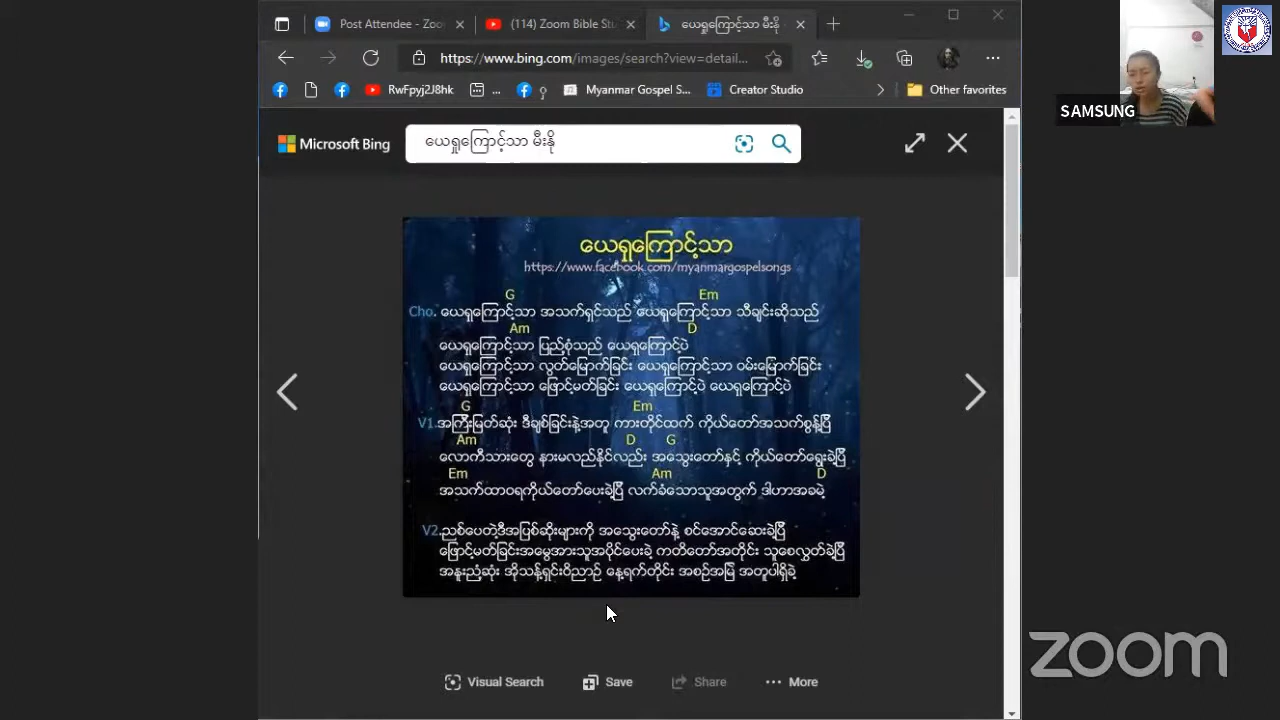 Post Attendee - Zoo
(114) Zoom Bible Stu
ယေရှုကြောင့်သာ မီးနို
https://www.bing.com/images/search?view=detail...
RwFpyj2J8hk
...
ဝှ
Myanmar Gospel S...
Creator Studio
Other favorites
SAMSUNG
Microsoft Bing
ယေရှုကြောင့်သာ မီးနို
ယေရှုကြောင့်သာ
https://www.facebook.com/myanmargospelsongs
G Em
Cho. ယေရှုကြောင့်သာ အသက်ရှင်သည် ယေရှုကြောင့်သာ သီချင်းဆိုသည်
Am D
ယေရှုကြောင့်သာ ပြည့်စုံသည် ယေရှုကြောင့်ပဲ
ယေရှုကြောင့်သာ လွတ်မြောက်ခြင်း ယေရှုကြောင့်သာ ဝမ်းမြောက်ခြင်း
ယေရှုကြောင့်သာ ဖြောင့်မတ်ခြင်း ယေရှုကြောင့်ပဲ ယေရှုကြောင့်ပဲ
G Em
V1.အကြီးမြတ်ဆုံး ဒီချစ်ခြင်းနဲ့အတူ ကားတိုင်ထက် ကိုယ်တော်အသက်စွန့်ပြီ
Am D G
လောကီသားတွေ နားမလည်နိုင်လည်း အသွေးတော်နှင့် ကိုယ်တော်ရွေးခဲ့ပြီ
Em Am D
အသက်ထာဝရကိုယ်တော်ပေးခဲ့ပြီ လက်ခံသောသူအတွက် ဒါဟာအခမဲ့
V2.ညစ်ပေတဲ့ဒီအပြစ်ဆိုးများကို အသွေးတော်နဲ့ စင်အောင်ဆေးခဲ့ပြီ
ဖြောင့်မတ်ခြင်းအမွေအားသူအပိုင်ပေးခဲ့ ကတိတော်အတိုင်း သူစေလွှတ်ခဲ့ပြီ
အနူးညံ့ဆုံး အိုသန့်ရှင်းဝိညာဉ် နေ့ရက်တိုင်း အစဉ်အမြဲ အတူပါရှိခဲ့
Visual Search
Save
Share
... More
zoom